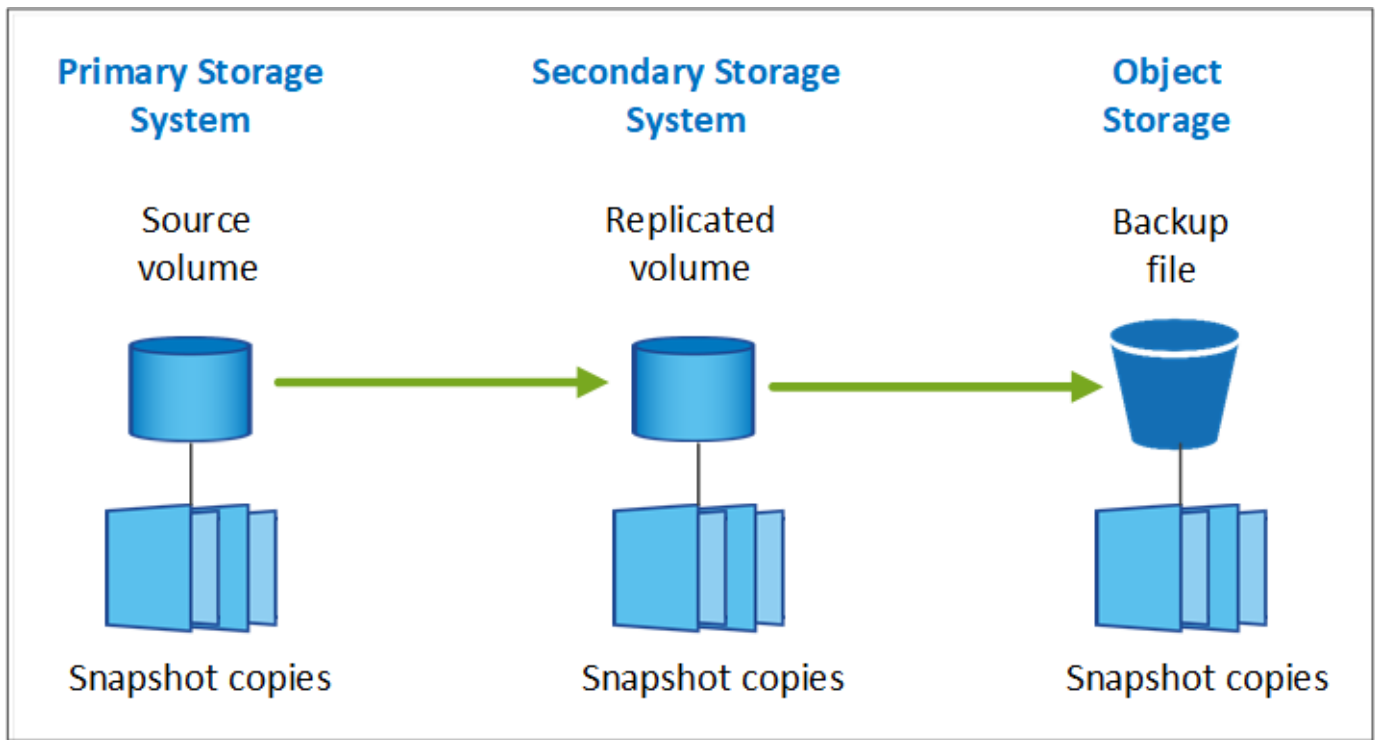 Primary Storage
System
Secondary Storage
System
Object
Storage
Source
volume
Replicated
volume
Backup
file
Snapshot copies
Snapshot copies
Snapshot copies